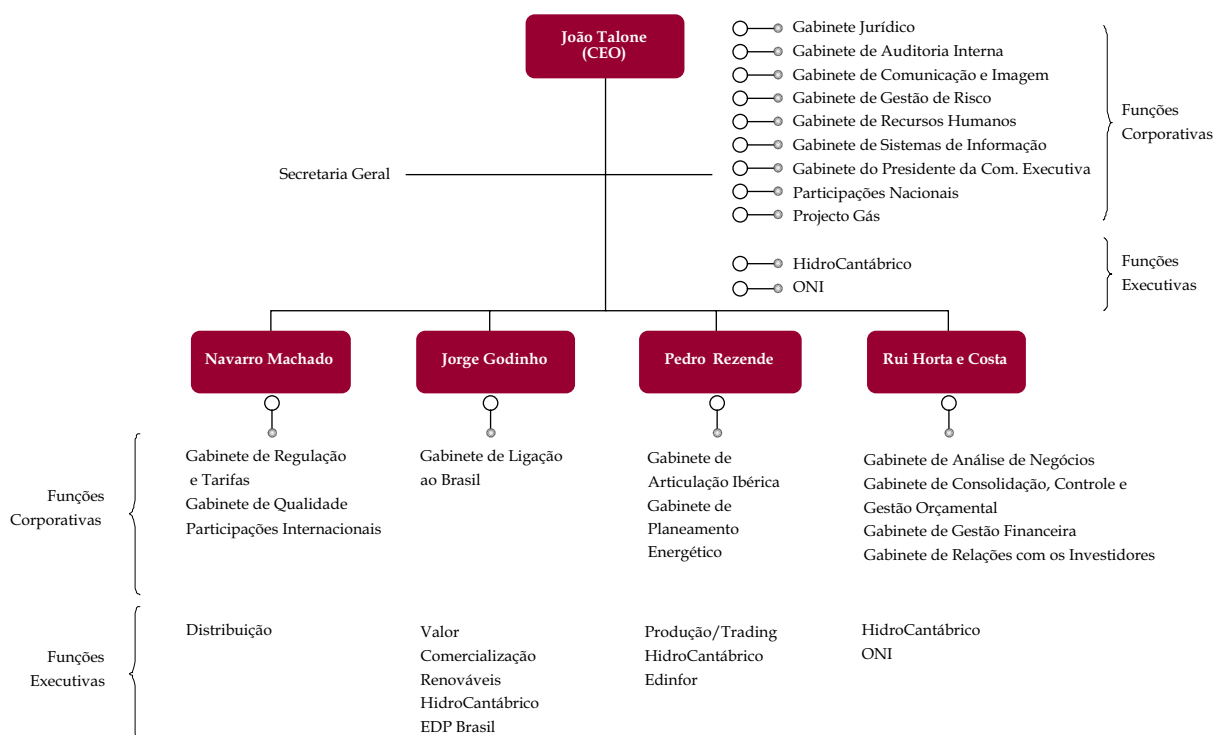 João Talone
(CEO)
Gabinete Jurídico
Gabinete de Auditoria Interna
Gabinete de Comunicação e Imagem
Gabinete de Gestão de Risco
Gabinete de Recursos Humanos
Gabinete de Sistemas de Informação
Gabinete do Presidente da Com. Executiva
Participações Nacionais
Projecto Gás
Funções
Corporativas
Secretaria Geral
HidroCantábrico
ONI
Funções
Executivas
Navarro Machado
Jorge Godinho
Pedro Rezende
Rui Horta e Costa
Funções
Corporativas
Gabinete de Regulação
e Tarifas
Gabinete de Qualidade
Participações Internacionais
Gabinete de Ligação
ao Brasil
Gabinete de
Articulação Ibérica
Gabinete de
Planeamento
Energético
Gabinete de Análise de Negócios
Gabinete de Consolidação, Controle e
Gestão Orçamental
Gabinete de Gestão Financeira
Gabinete de Relações com os Investidores
Funções
Executivas
Distribuição
Valor
Comercialização
Renováveis
HidroCantábrico
EDP Brasil
Produção/Trading
HidroCantábrico
Edinfor
HidroCantábrico
ONI